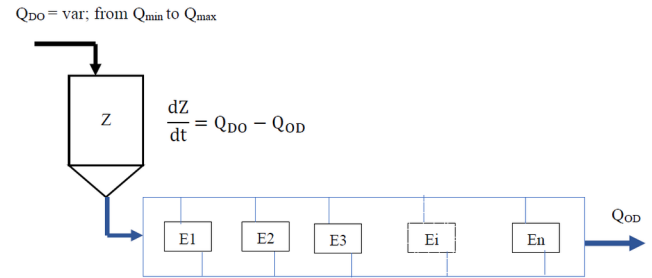 Q_DO = var; from Q_min to Q_max
Z
dZ/dt = Q_DO − Q_OD
Q_OD
E1 E2 E3 Ei En